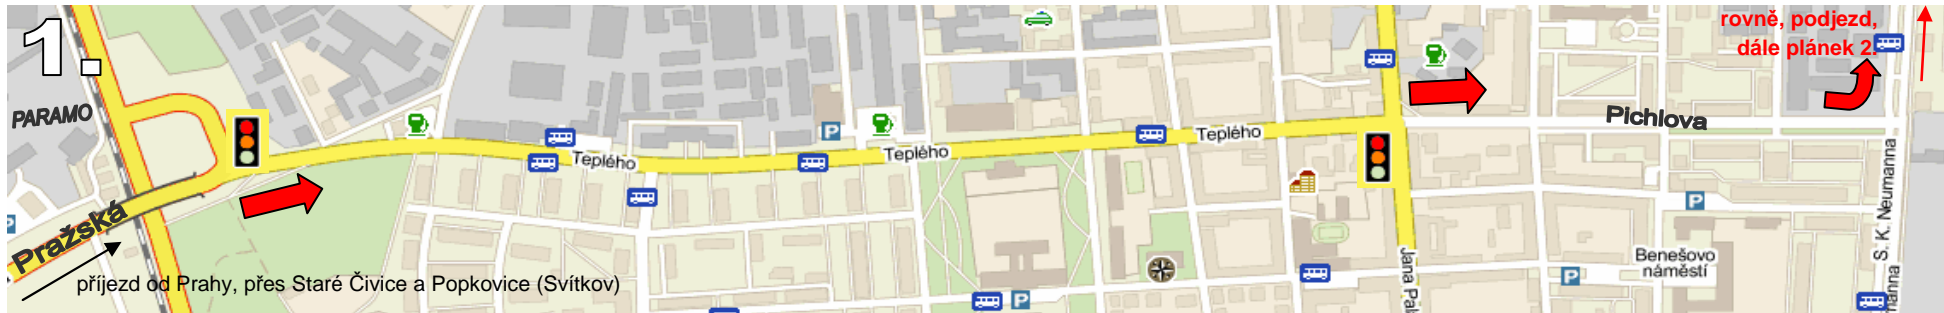 1.
rovně, podjezd,
dále plánek 2.
PARAMO
Pichlova
Teplého
Teplého
Teplého
P
P
P
P
P
Pražská
S. K. Neumanna
Jana Pa
Benešovo
náměstí
příjezd od Prahy, přes Staré Čivice a Popkovice (Svítkov)